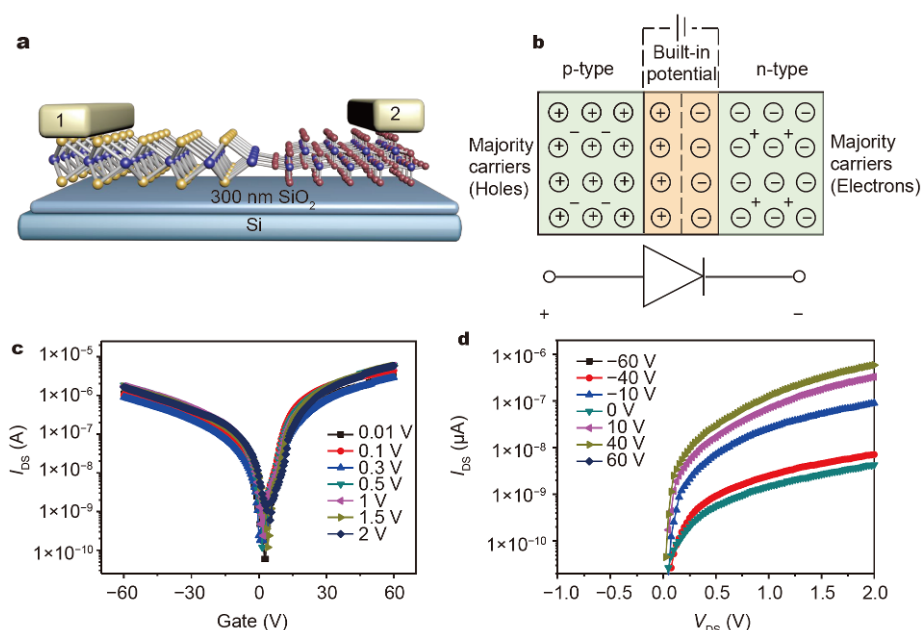 a
1
2
300 nm SiO₂
Si
b
p-type
Built-in
potential
n-type
Majority
carriers
(Holes)
Majority
carriers
(Electrons)
+
−
c
1×10⁻⁵
1×10⁻⁶
1×10⁻⁷
1×10⁻⁸
1×10⁻⁹
1×10⁻¹⁰
I_DS (A)
−60
−30
0
30
60
Gate (V)
0.01 V
0.1 V
0.3 V
0.5 V
1 V
1.5 V
2 V
d
1×10⁻⁶
1×10⁻⁷
1×10⁻⁸
1×10⁻⁹
1×10⁻¹⁰
I_DS (µA)
−60 V
−40 V
−10 V
0 V
10 V
40 V
60 V
−1.0
−0.5
0.0
0.5
1.0
1.5
2.0
V_DS (V)